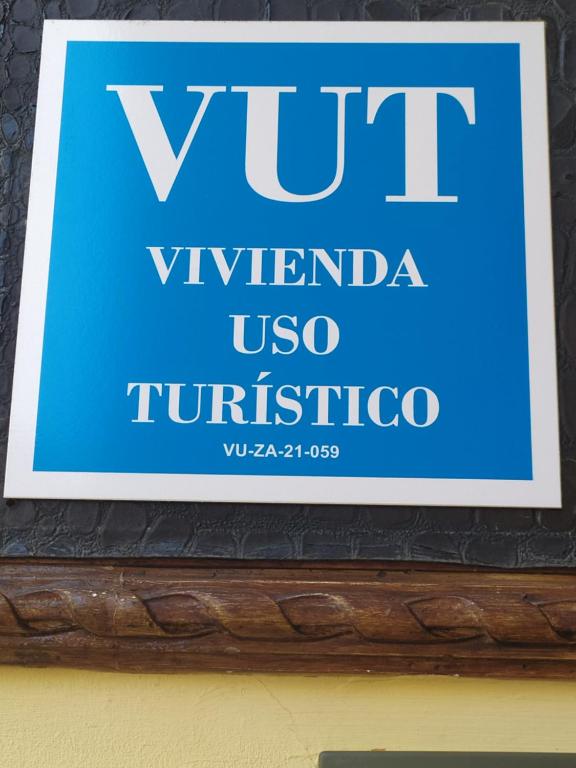 VUT
VIVIENDA
USO
TURÍSTICO
VU-ZA-21-059